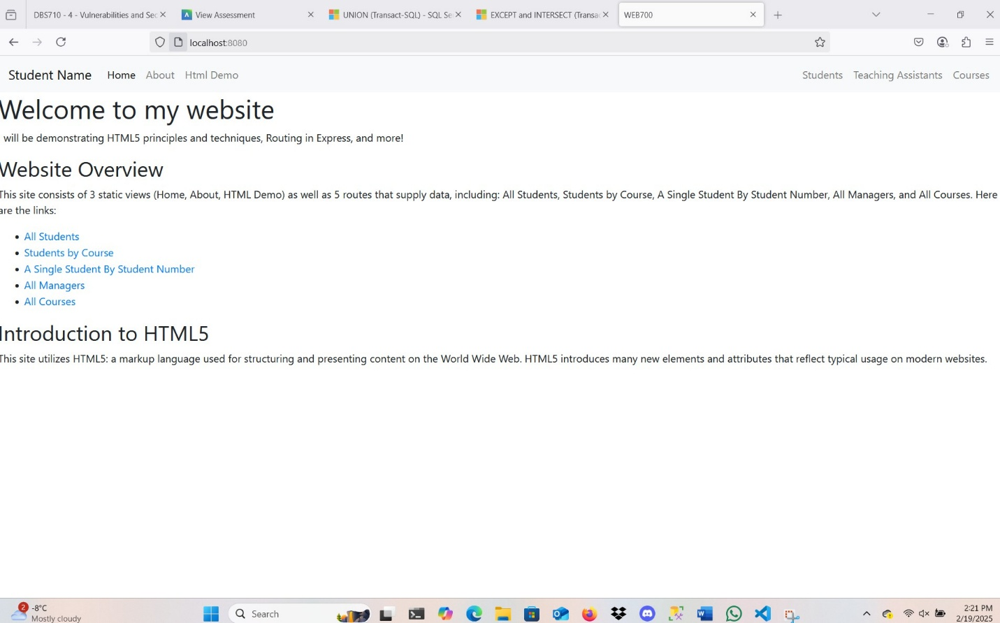 DBS710 - 4 - Vulnerabilities and Sec
View Assessment
UNION (Transact-SQL) - SQL Se
EXCEPT and INTERSECT (Transac
WEB700
localhost:8080
Student Name Home About Html Demo Students Teaching Assistants Courses
Welcome to my website
will be demonstrating HTML5 principles and techniques, Routing in Express, and more!
Website Overview
This site consists of 3 static views (Home, About, HTML Demo) as well as 5 routes that supply data, including: All Students, Students by Course, A Single Student By Student Number, All Managers, and All Courses. Here
are the links:
All Students
Students by Course
A Single Student By Student Number
All Managers
All Courses
Introduction to HTML5
This site utilizes HTML5: a markup language used for structuring and presenting content on the World Wide Web. HTML5 introduces many new elements and attributes that reflect typical usage on modern websites.
2
-8°C
Mostly cloudy
Search
2:21 PM
2/19/2025